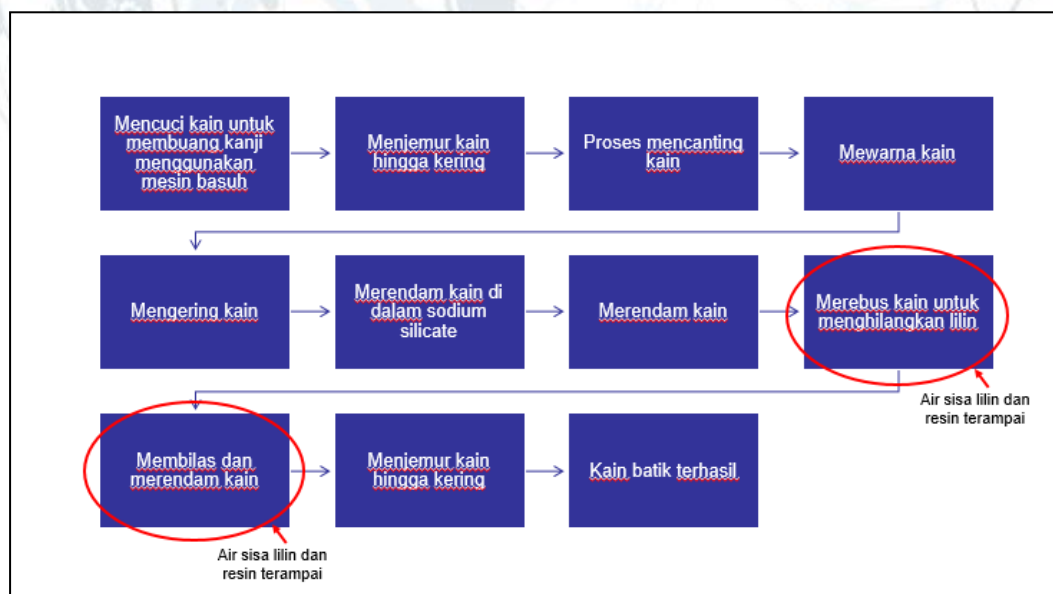 Mencuci kain untuk
membuang kanji
menggunakan
mesin basuh
Menjemur kain
hingga kering
Proses mencanting
kain
Mewarna kain
Mengering kain
Merendam kain di
dalam sodium
silicate
Merendam kain
Merebus kain untuk
menghilangkan lilin
Air sisa lilin dan
resin terampai
Membilas dan
merendam kain
Menjemur kain
hingga kering
Kain batik terhasil
Air sisa lilin dan
resin terampai